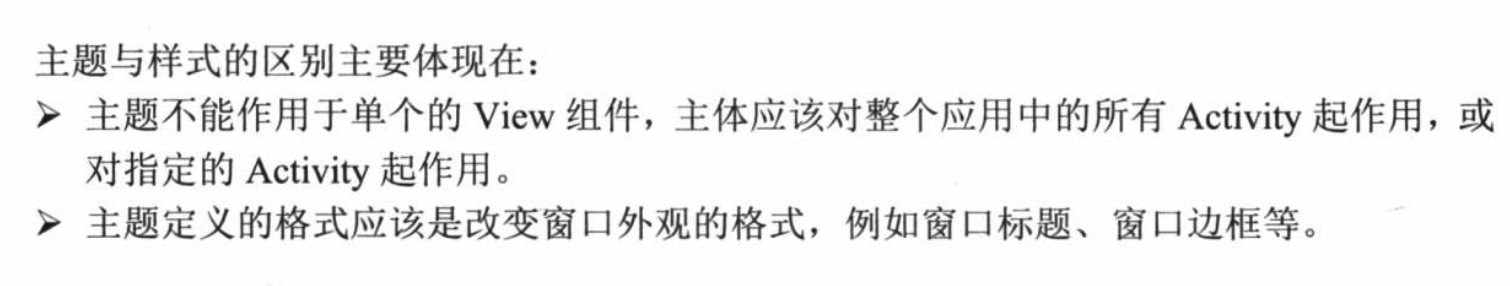 主题与样式的区别主要体现在：
➢ 主题不能作用于单个的 View 组件，主体应该对整个应用中的所有 Activity 起作用，或
对指定的 Activity 起作用。
➢ 主题定义的格式应该是改变窗口外观的格式，例如窗口标题、窗口边框等。